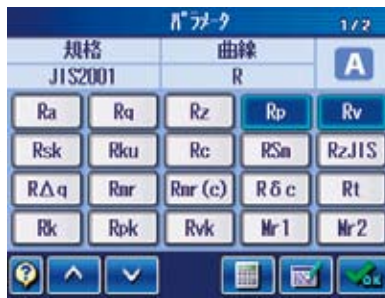 パラメータ 1/2
規格 曲線 A
JIS2001 R
Ra Rq Rz Rp Rv
Rsk Rku Rc RSm RzJIS
RΔq Rmr Rmr(c) Rδc Rt
Rk Rpk Rvk Mr1 Mr2
? OK